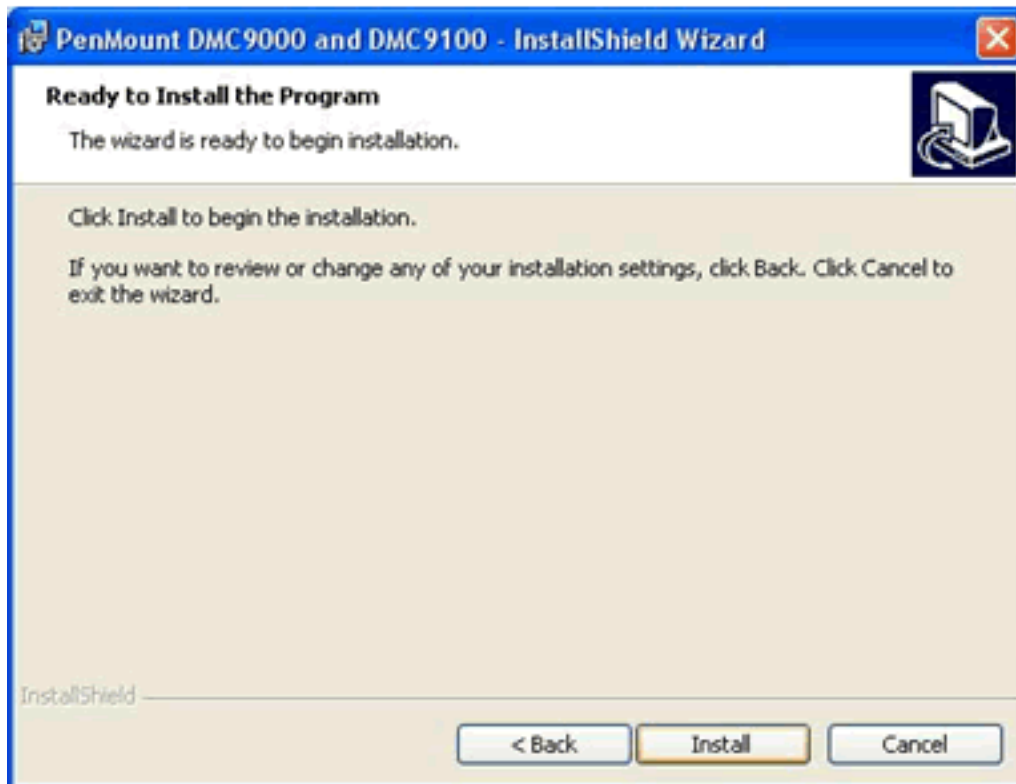 PenMount DMC9000 and DMC9100 - InstallShield Wizard
Ready to Install the Program
The wizard is ready to begin installation.
Click Install to begin the installation.
If you want to review or change any of your installation settings, click Back. Click Cancel to
exit the wizard.
InstallShield
< Back Install Cancel